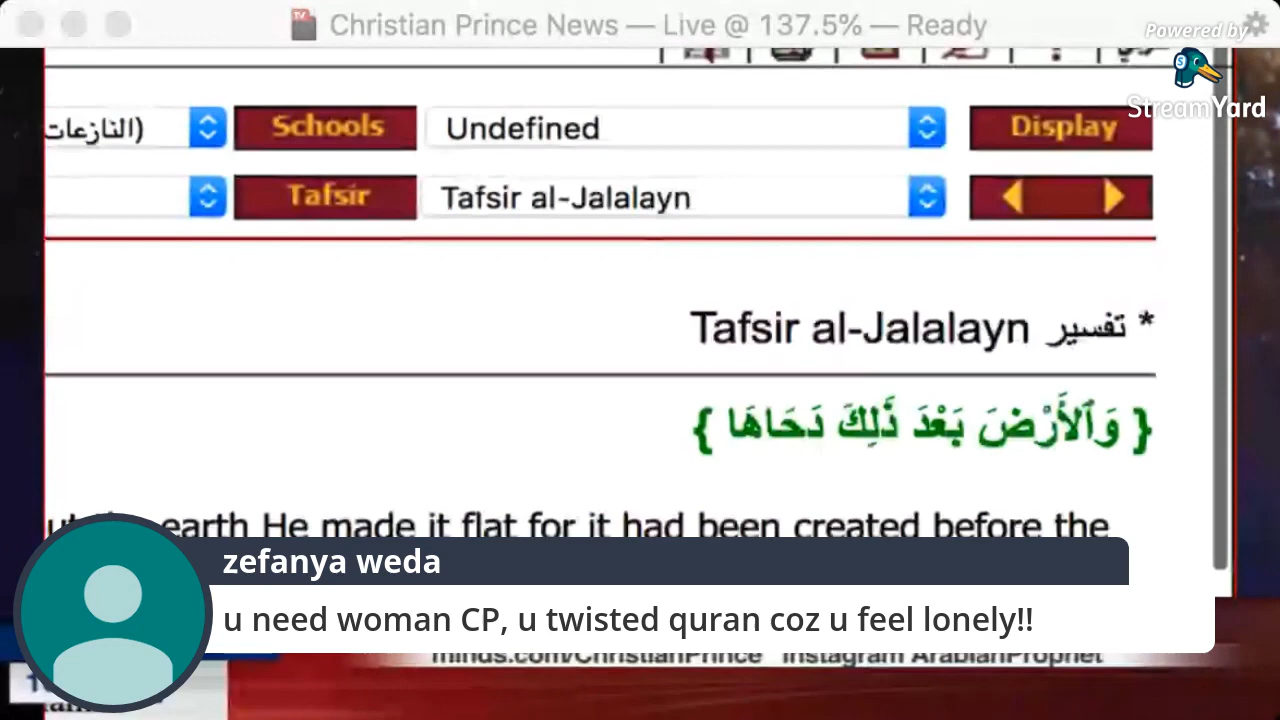 Christian Prince News — Live @ 137.5% — Ready
Powered by
StreamYard
(النازعات
Schools
Undefined
Display
Tafsir
Tafsir al-Jalalayn
* تفسير Tafsir al-Jalalayn
{ وَٱلأَرْضَ بَعْدَ ذَٰلِكَ دَحَاهَا }
earth He made it flat for it had been created before the
zefanya weda
u need woman CP, u twisted quran coz u feel lonely!!
minds.com/ChristianPrince Instagram ArabianProphet